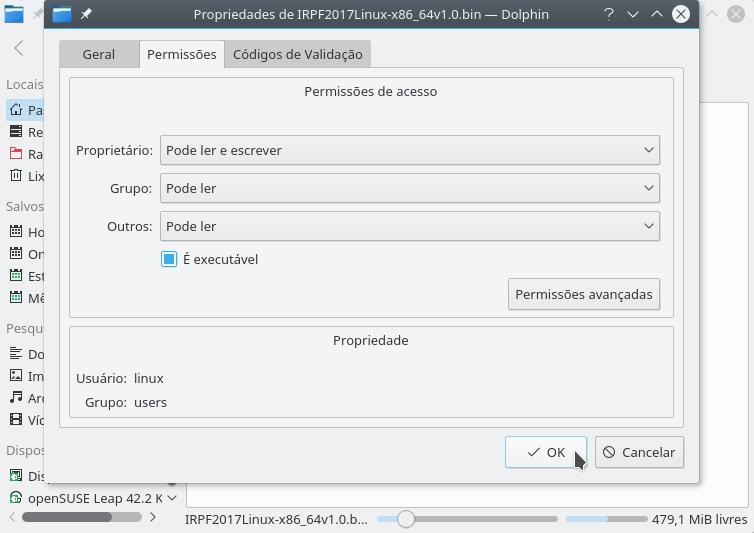 Propriedades de IRPF2017Linux-x86_64v1.0.bin — Dolphin
Geral
Permissões
Códigos de Validação
Permissões de acesso
Proprietário: Pode ler e escrever
Grupo: Pode ler
Outros: Pode ler
É executável
Permissões avançadas
Propriedade
Usuário: linux
Grupo: users
OK
Cancelar
Locais
Pa
Re
Ra
Lix
Salvos
Ho
On
Est
Mê
Pesqu
Do
Im
Arq
Víd
Dispos
Dis
openSUSE Leap 42.2 K
IRPF2017Linux-x86_64v1.0.b...
479,1 MiB livres